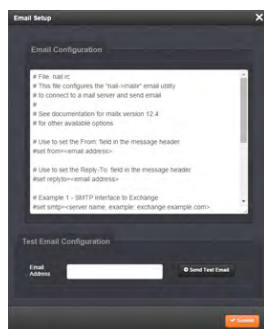 Email Setup
Email Configuration
# File: nail.rc
# This file configures the "nail->mailx" email utility
# to connect to a mail server and send email
#
# See documentation for mailx version 12.4
# for other available options
# Use to set the From: field in the message header
#set from=<email address>
# Use to set the Reply-To: field in the message header
#set replyto=<email address>
# Example 1 - SMTP interface to Exchange
#set smtp=<server name, example: exchange.example.com>
Test Email Configuration
Email
Address
Send Test Email
Submit